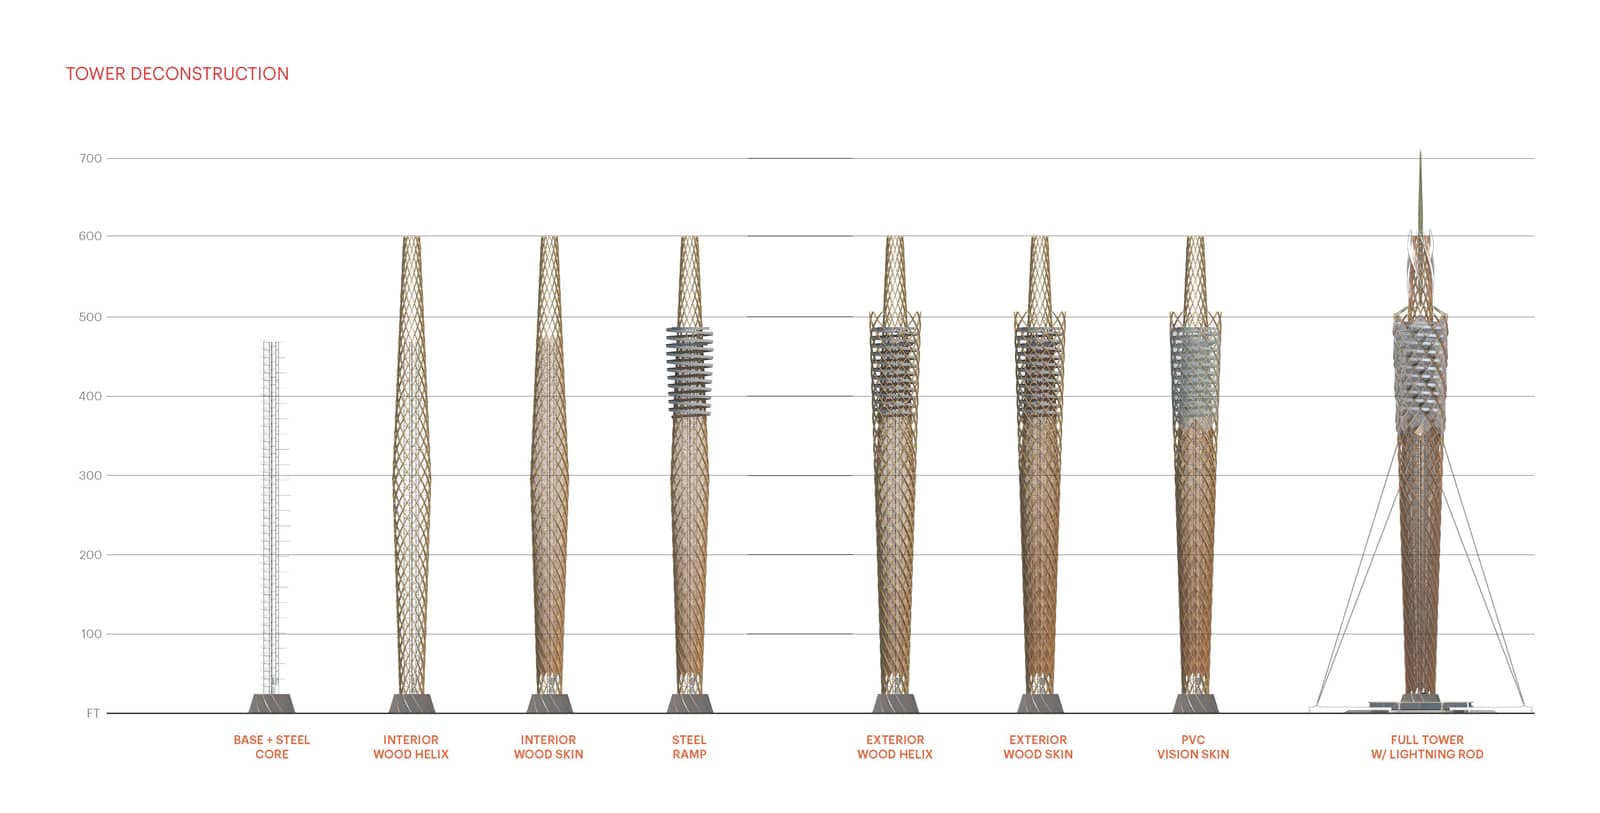 TOWER DECONSTRUCTION
700
600
500
400
300
200
100
FT
BASE + STEEL
CORE
INTERIOR
WOOD HELIX
INTERIOR
WOOD SKIN
STEEL
RAMP
EXTERIOR
WOOD HELIX
EXTERIOR
WOOD SKIN
PVC
VISION SKIN
FULL TOWER
W/ LIGHTNING ROD